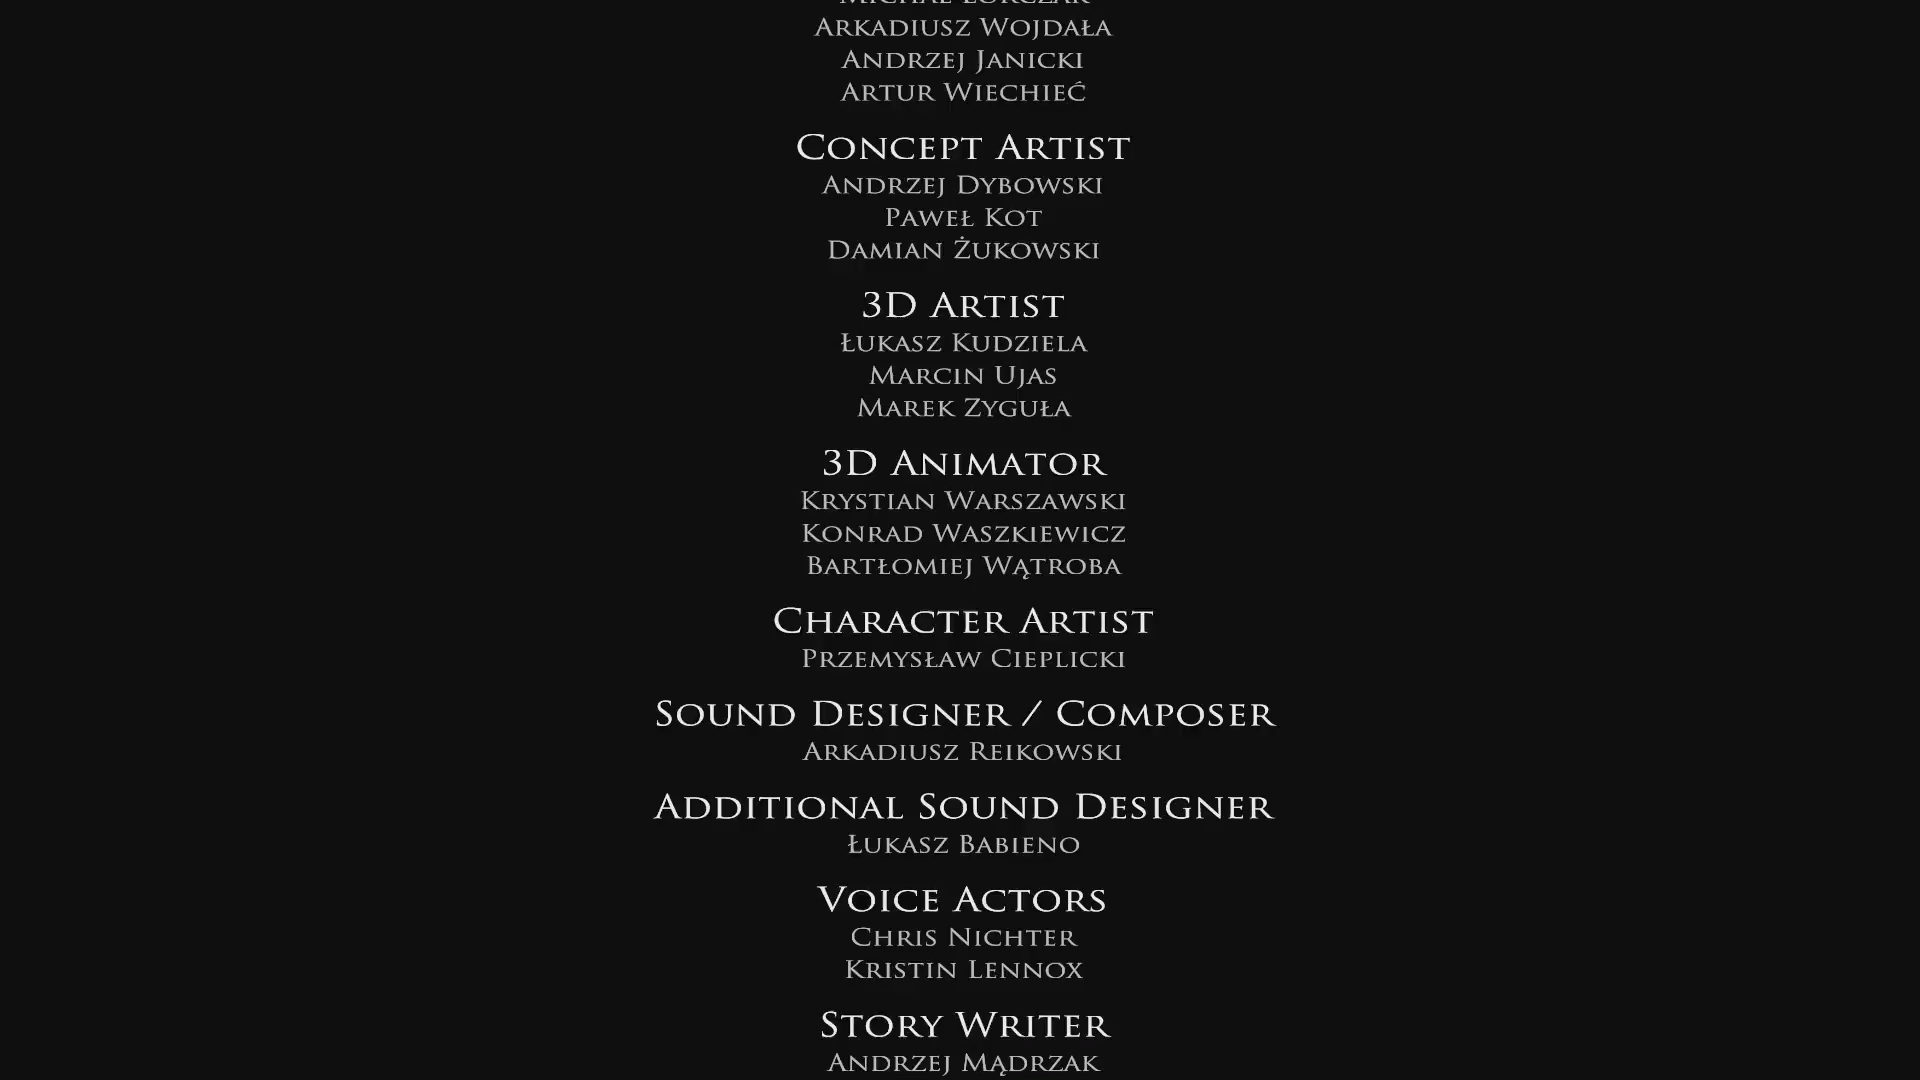 Arkadiusz Wojdała
Andrzej Janicki
Artur Wiechieć
Concept Artist
Andrzej Dybowski
Paweł Kot
Damian Żukowski
3D Artist
Łukasz Kudziela
Marcin Ujas
Marek Zyguła
3D Animator
Krystian Warszawski
Konrad Waszkiewicz
Bartłomiej Wątroba
Character Artist
Przemysław Cieplicki
Sound Designer / Composer
Arkadiusz Reikowski
Additional Sound Designer
Łukasz Babieno
Voice Actors
Chris Nichter
Kristin Lennox
Story Writer
Andrzej Mądrzak